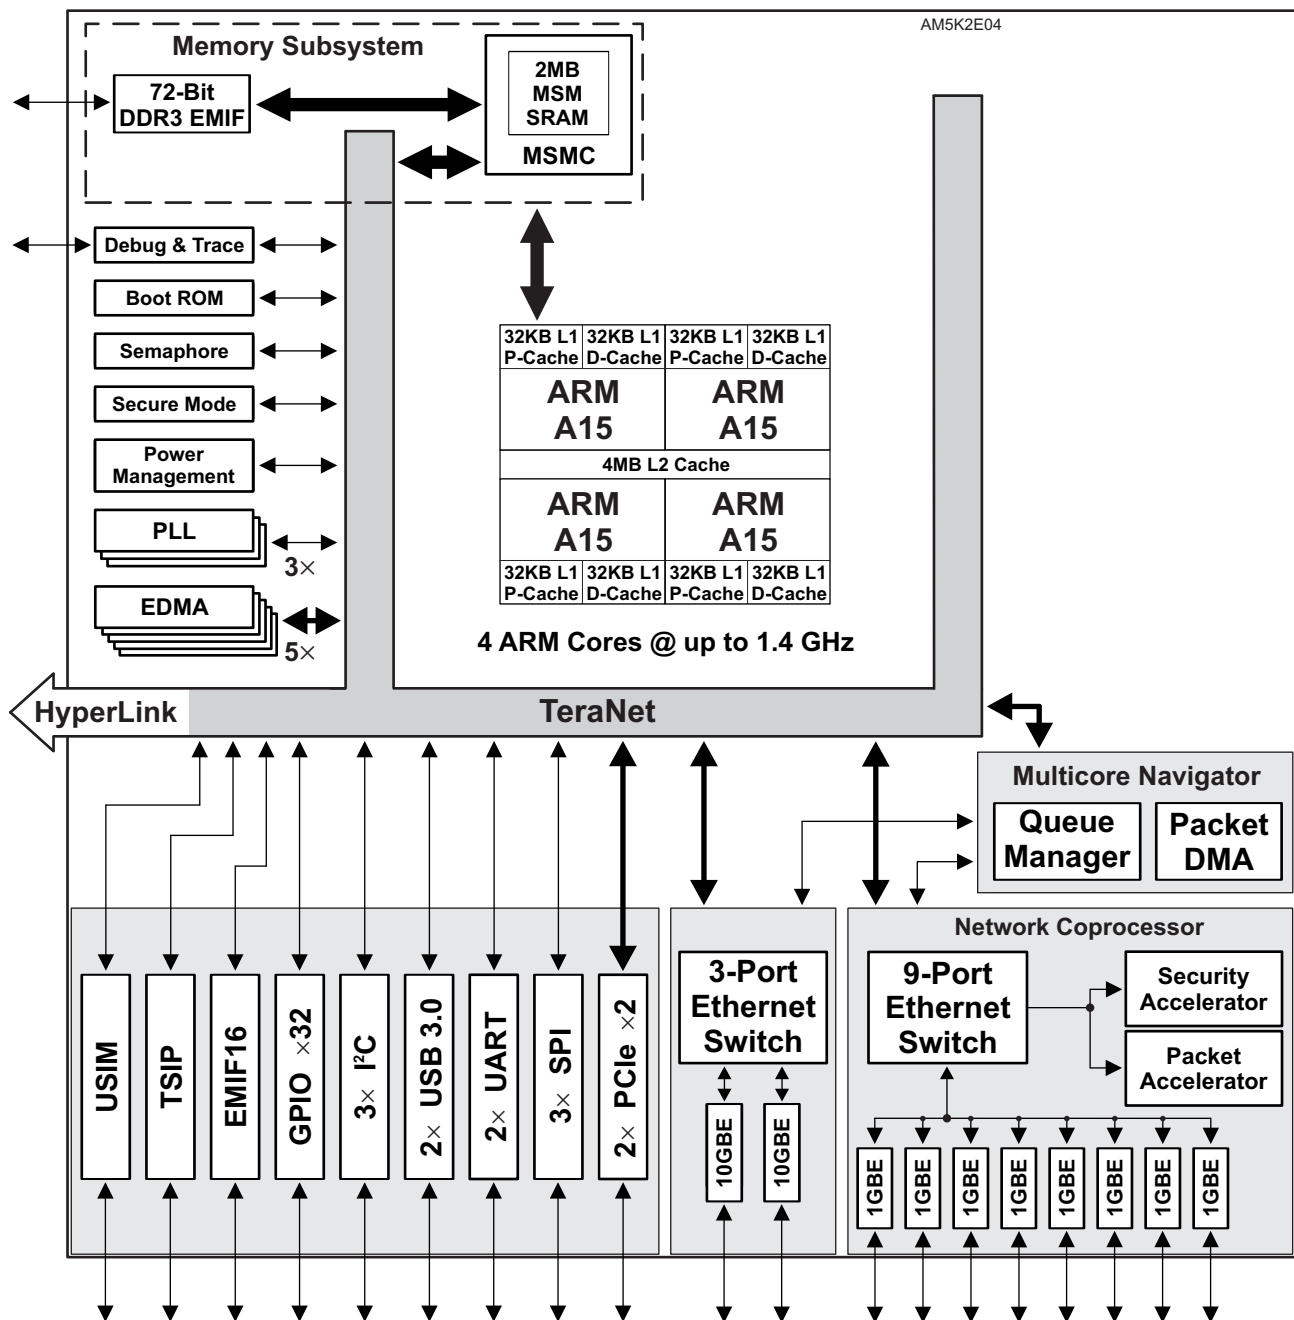 AM5K2E04
Memory Subsystem
72-Bit
DDR3 EMIF
2MB
MSM
SRAM
MSMC
Debug & Trace
Boot ROM
Semaphore
Secure Mode
Power
Management
PLL
3×
EDMA
5×
32KB L1 32KB L1 32KB L1 32KB L1
P-Cache D-Cache P-Cache D-Cache
ARM ARM
A15 A15
4MB L2 Cache
ARM ARM
A15 A15
32KB L1 32KB L1 32KB L1 32KB L1
P-Cache D-Cache P-Cache D-Cache
4 ARM Cores @ up to 1.4 GHz
HyperLink
TeraNet
Multicore Navigator
Queue
Manager
Packet
DMA
USIM
TSIP
EMIF16
GPIO ×32
3× I²C
2× USB 3.0
2× UART
3× SPI
2× PCIe ×2
3-Port
Ethernet
Switch
10GBE
10GBE
Network Coprocessor
9-Port
Ethernet
Switch
Security
Accelerator
Packet
Accelerator
1GBE
1GBE
1GBE
1GBE
1GBE
1GBE
1GBE
1GBE